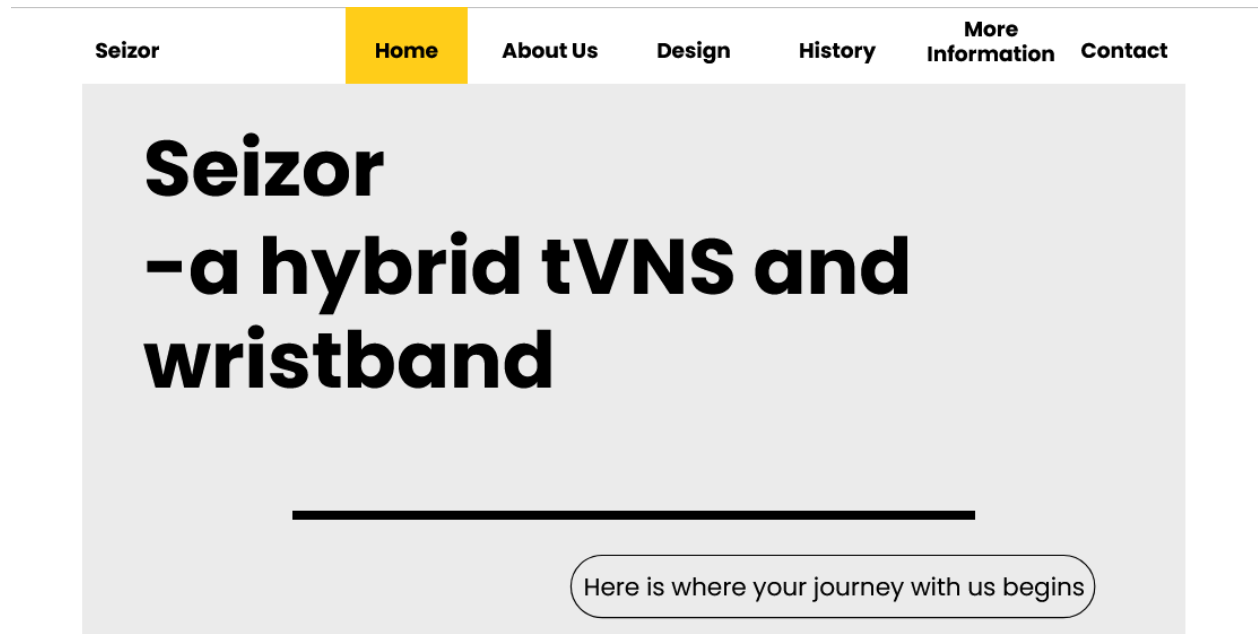 Seizor
Home
About Us
Design
History
More
Information
Contact
Seizor
-a hybrid tVNS and
wristband
Here is where your journey with us begins